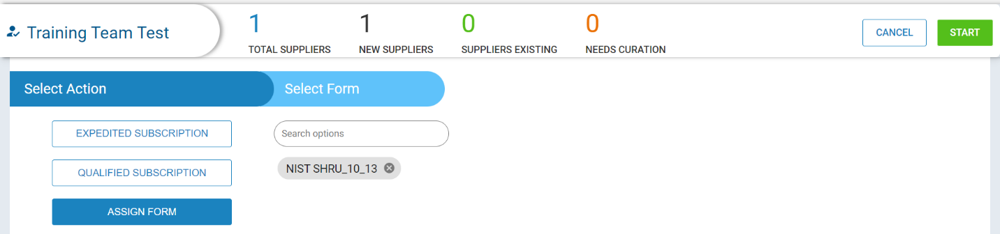 Training Team Test
1
TOTAL SUPPLIERS
1
NEW SUPPLIERS
0
SUPPLIERS EXISTING
0
NEEDS CURATION
CANCEL
START
Select Action
Select Form
EXPEDITED SUBSCRIPTION
Search options
QUALIFIED SUBSCRIPTION
NIST SHRU_10_13
ASSIGN FORM